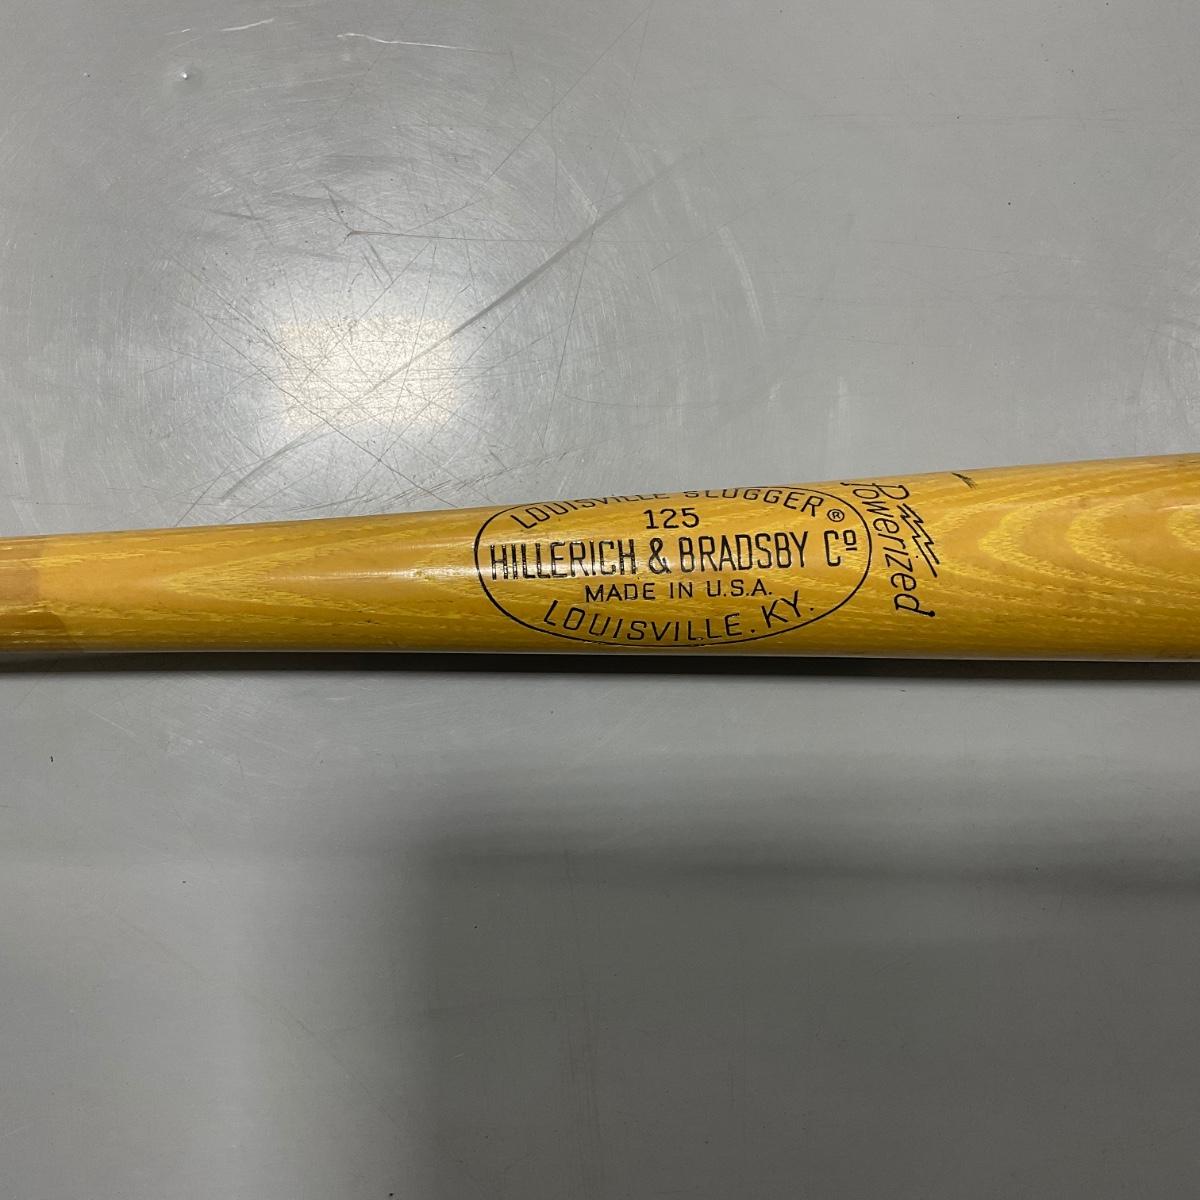 LOUISVILLE SLUGGER®
125
HILLERICH & BRADSBY Cº
MADE IN U.S.A.
LOUISVILLE, KY.
Powerized